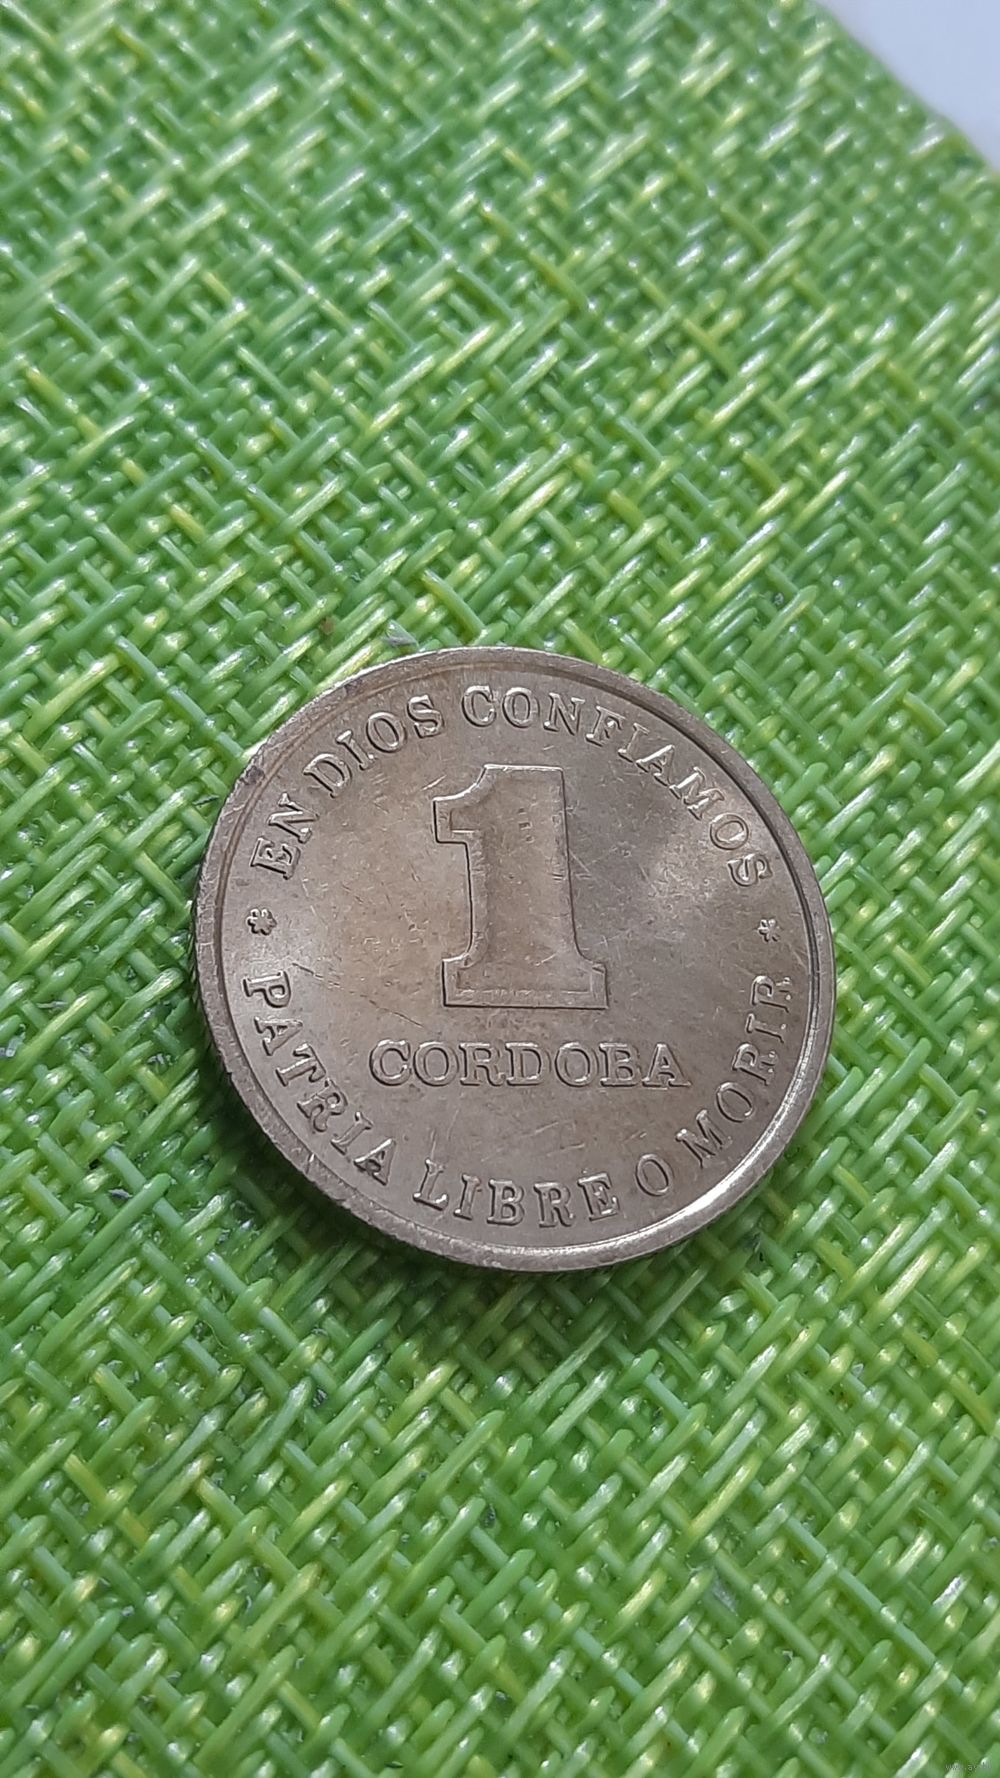 EN DIOS CONFIAMOS
1
CORDOBA
PATRIA LIBRE O MORIR